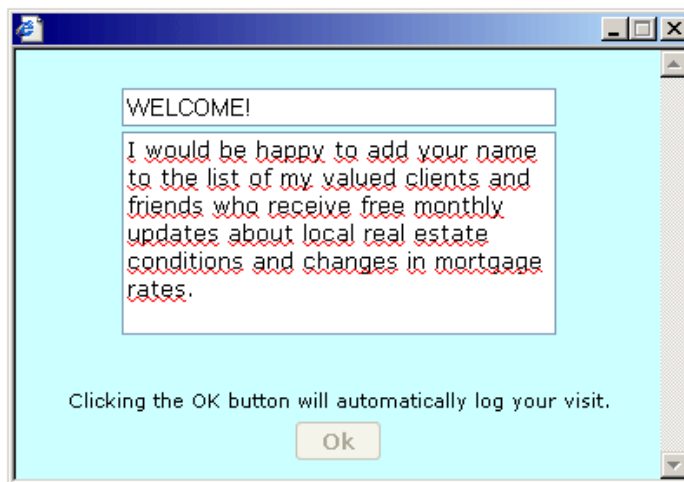 WELCOME!
I would be happy to add your name
to the list of my valued clients and
friends who receive free monthly
updates about local real estate
conditions and changes in mortgage
rates.
Clicking the OK button will automatically log your visit.
Ok